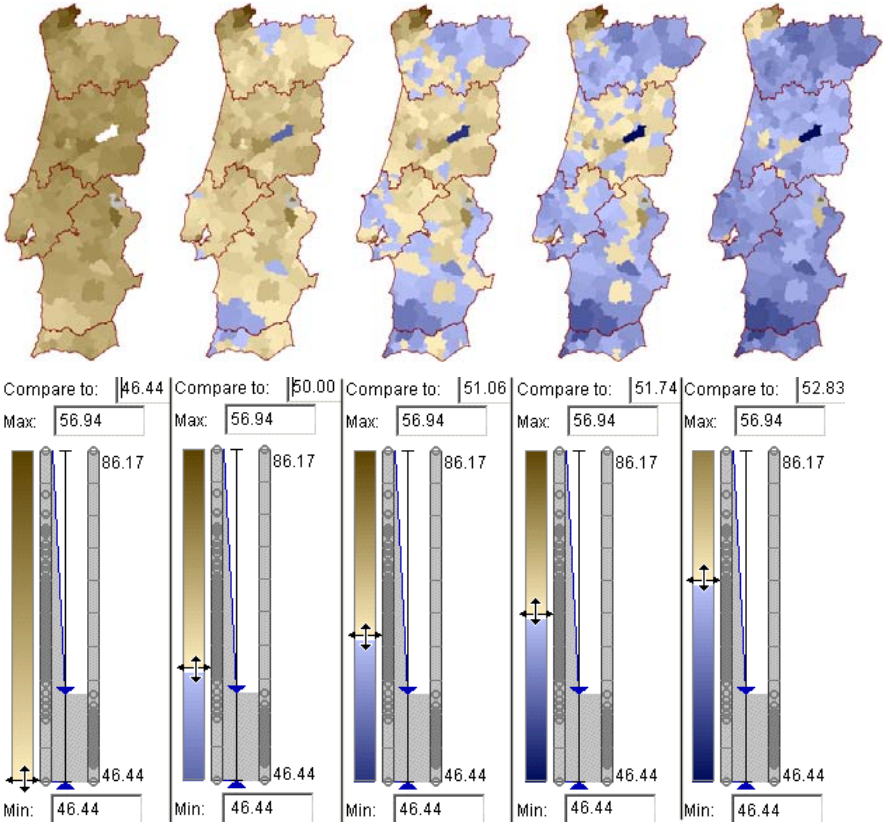 Compare to: 46.44
Compare to: 50.00
Compare to: 51.06
Compare to: 51.74
Compare to: 52.83
Max: 56.94
Max: 56.94
Max: 56.94
Max: 56.94
Max: 56.94
86.17
86.17
86.17
86.17
86.17
46.44
46.44
46.44
46.44
46.44
Min: 46.44
Min: 46.44
Min: 46.44
Min: 46.44
Min: 46.44